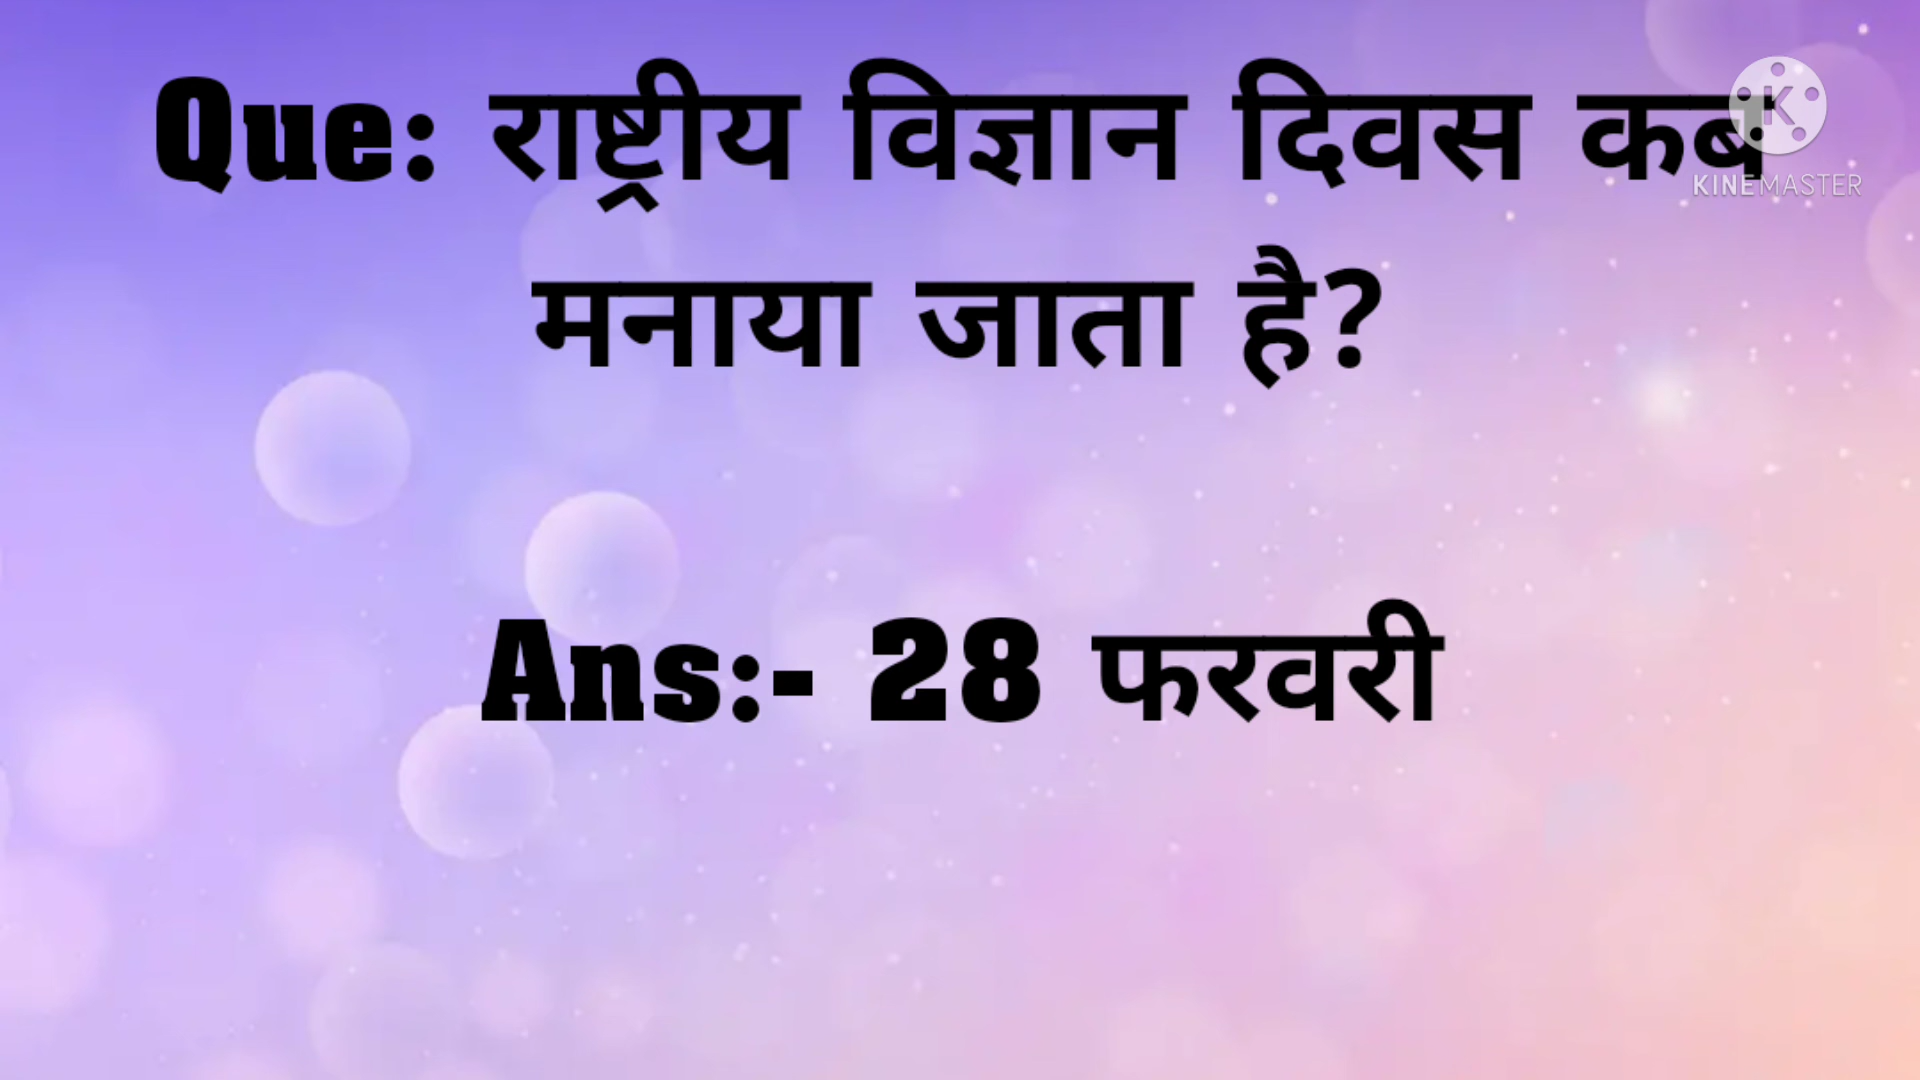 Que: राष्ट्रीय विज्ञान दिवस कब
KINEMASTER
मनाया जाता है?
Ans:- 28 फरवरी